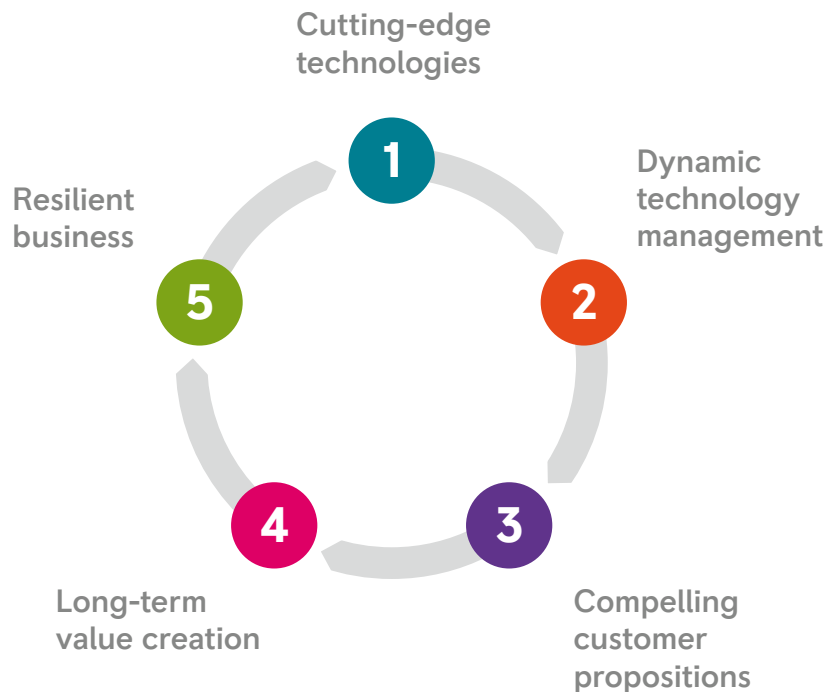 Cutting-edge
technologies
1
Dynamic
technology
management
2
Compelling
customer
propositions
3
Long-term
value creation
4
Resilient
business
5